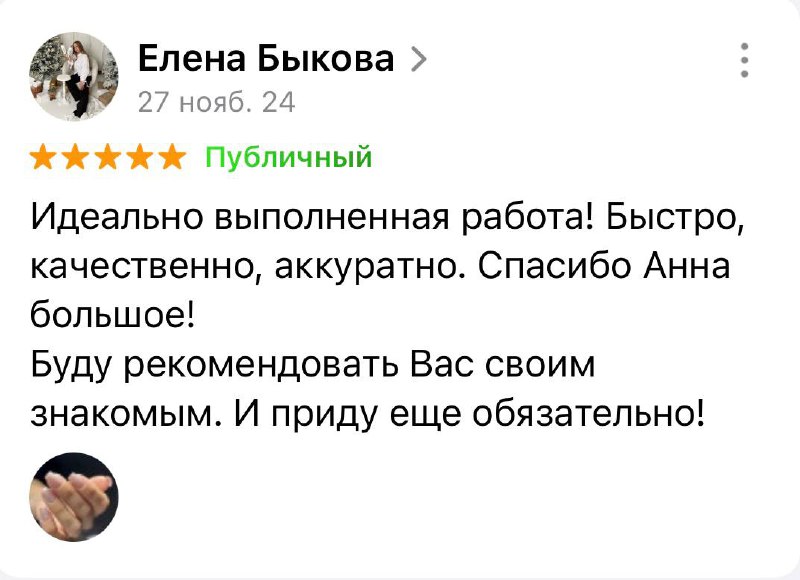 Елена Быкова
27 нояб. 24
Публичный
Идеально выполненная работа! Быстро,
качественно, аккуратно. Спасибо Анна
большое!
Буду рекомендовать Вас своим
знакомым. И приду еще обязательно!